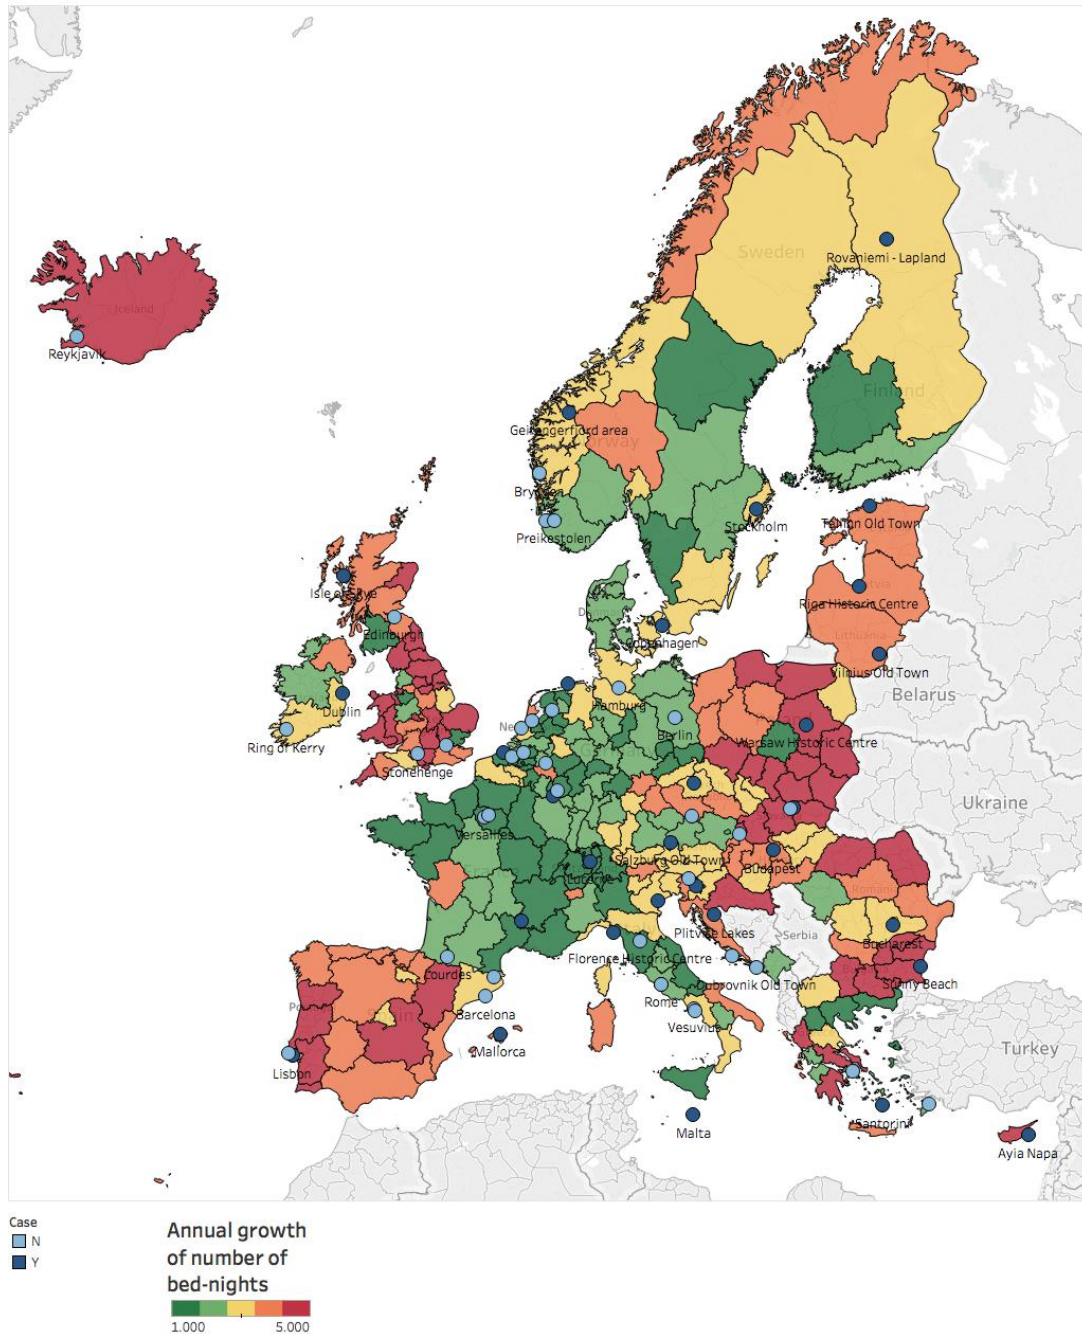 Iceland
Reykjavik
Sweden
Rovaniemi - Lapland
Finland
Geirangerfjord area
Norway
Preikestolen
Stockholm
Tallinn Old Town
Isle of Skye
Riga Historic Centre
Edinburgh
Lithuania
Copenhagen
Vilnius Old Town
Belarus
Dublin
Hamburg
Ring of Kerry
Berlin
Warsaw Historic Centre
Stonehenge
Ukraine
Versailles
Salzburg Old Town
Budapest
Romania
Plitvice Lakes
Serbia
Bucharest
Florence Historic Centre
Lourdes
Dubrovnik Old Town
Sunny Beach
Rome
Barcelona
Spain
Vesuvius
Mallorca
Turkey
Lisbon
Santorini
Malta
Ayia Napa
Case
N
Y
Annual growth
of number of
bed-nights
1.000 5.000